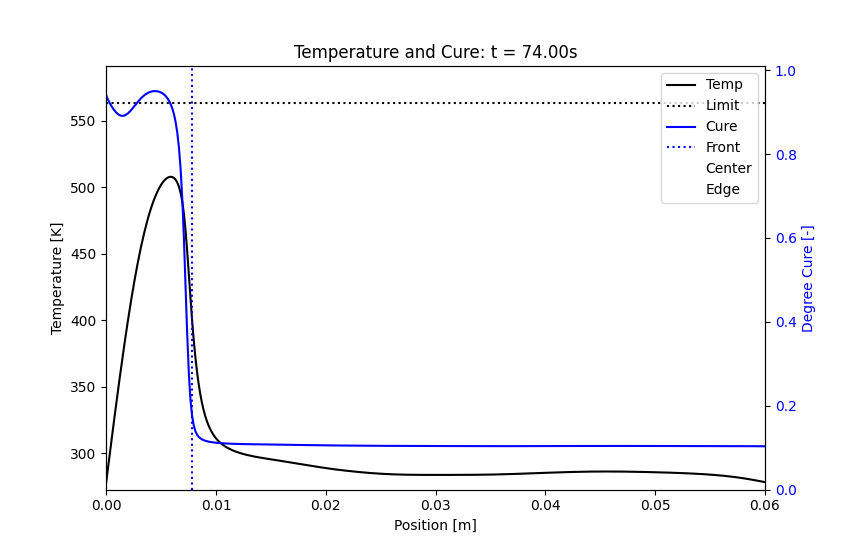 Temperature and Cure: t = 74.00s
Temp
Limit
Cure
Front
Center
Edge
Temperature [K]
550
500
450
400
350
300
1.0
0.8
0.6
0.4
0.2
0.0
Degree Cure [-]
0.00 0.01 0.02 0.03 0.04 0.05 0.06
Position [m]